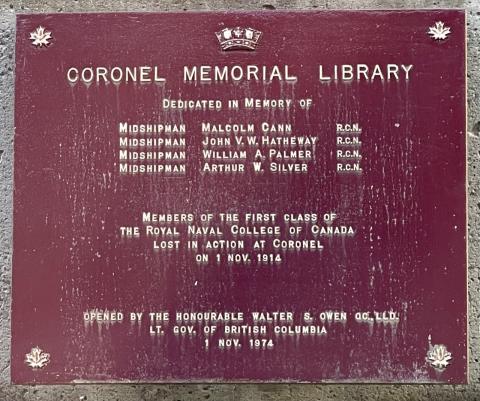 CORONEL MEMORIAL LIBRARY
DEDICATED IN MEMORY OF
MIDSHIPMAN MALCOLM CANN R.C.N.
MIDSHIPMAN JOHN V. W. HATHEWAY R.C.N.
MIDSHIPMAN WILLIAM A. PALMER R.C.N.
MIDSHIPMAN ARTHUR W. SILVER R.C.N.
MEMBERS OF THE FIRST CLASS OF
THE ROYAL NAVAL COLLEGE OF CANADA
LOST IN ACTION AT CORONEL
ON 1 NOV. 1914
OPENED BY THE HONOURABLE WALTER S. OWEN QC., LLD.
LT. GOV. OF BRITISH COLUMBIA
1 NOV. 1974